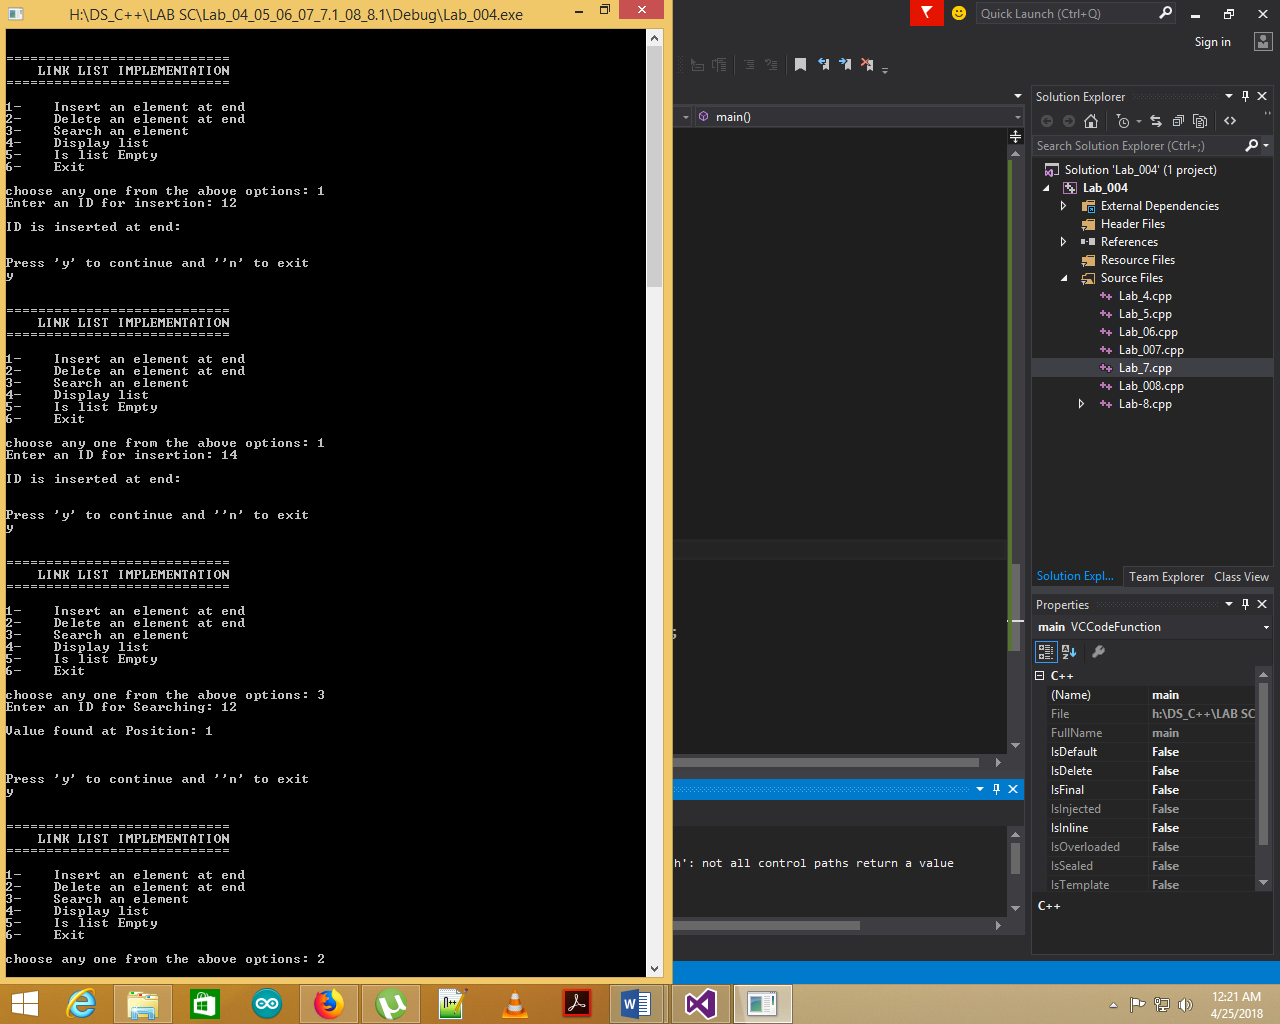 H:\DS_C++\LAB SC\Lab_04_05_06_07_7.1_08_8.1\Debug\Lab_004.exe
============================
LINK LIST IMPLEMENTATION
============================
1- Insert an element at end
2- Delete an element at end
3- Search an element
4- Display list
5- Is list Empty
6- Exit
choose any one from the above options: 1
Enter an ID for insertion: 12
ID is inserted at end:
Press 'y' to continue and ''n' to exit
y
============================
LINK LIST IMPLEMENTATION
============================
1- Insert an element at end
2- Delete an element at end
3- Search an element
4- Display list
5- Is list Empty
6- Exit
choose any one from the above options: 1
Enter an ID for insertion: 14
ID is inserted at end:
Press 'y' to continue and ''n' to exit
y
============================
LINK LIST IMPLEMENTATION
============================
1- Insert an element at end
2- Delete an element at end
3- Search an element
4- Display list
5- Is list Empty
6- Exit
choose any one from the above options: 3
Enter an ID for Searching: 12
Value found at Position: 1
Press 'y' to continue and ''n' to exit
y
============================
LINK LIST IMPLEMENTATION
============================
1- Insert an element at end
2- Delete an element at end
3- Search an element
4- Display list
5- Is list Empty
6- Exit
choose any one from the above options: 2
Quick Launch (Ctrl+Q)
Sign in
main()
;
h': not all control paths return a value
Solution Explorer
Search Solution Explorer (Ctrl+;)
Solution 'Lab_004' (1 project)
Lab_004
External Dependencies
Header Files
References
Resource Files
Source Files
Lab_4.cpp
Lab_5.cpp
Lab_06.cpp
Lab_007.cpp
Lab_7.cpp
Lab_008.cpp
Lab-8.cpp
Solution Expl... Team Explorer Class View
Properties
main VCCodeFunction
C++
(Name) main
File h:\DS_C++\LAB SC
FullName main
IsDefault False
IsDelete False
IsFinal False
IsInjected False
IsInline False
IsOverloaded False
IsSealed False
IsTemplate False
C++
12:21 AM
4/25/2018